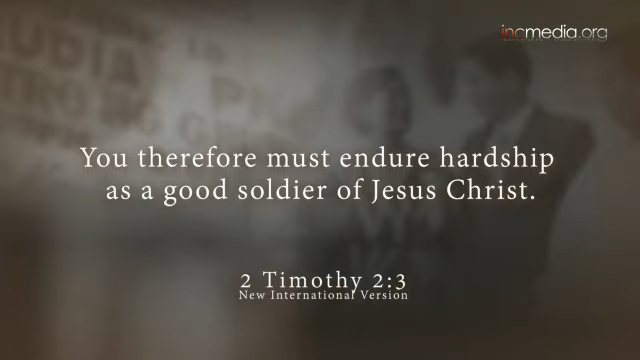 incmedia.org
You therefore must endure hardship
as a good soldier of Jesus Christ.
2 Timothy 2:3
New International Version